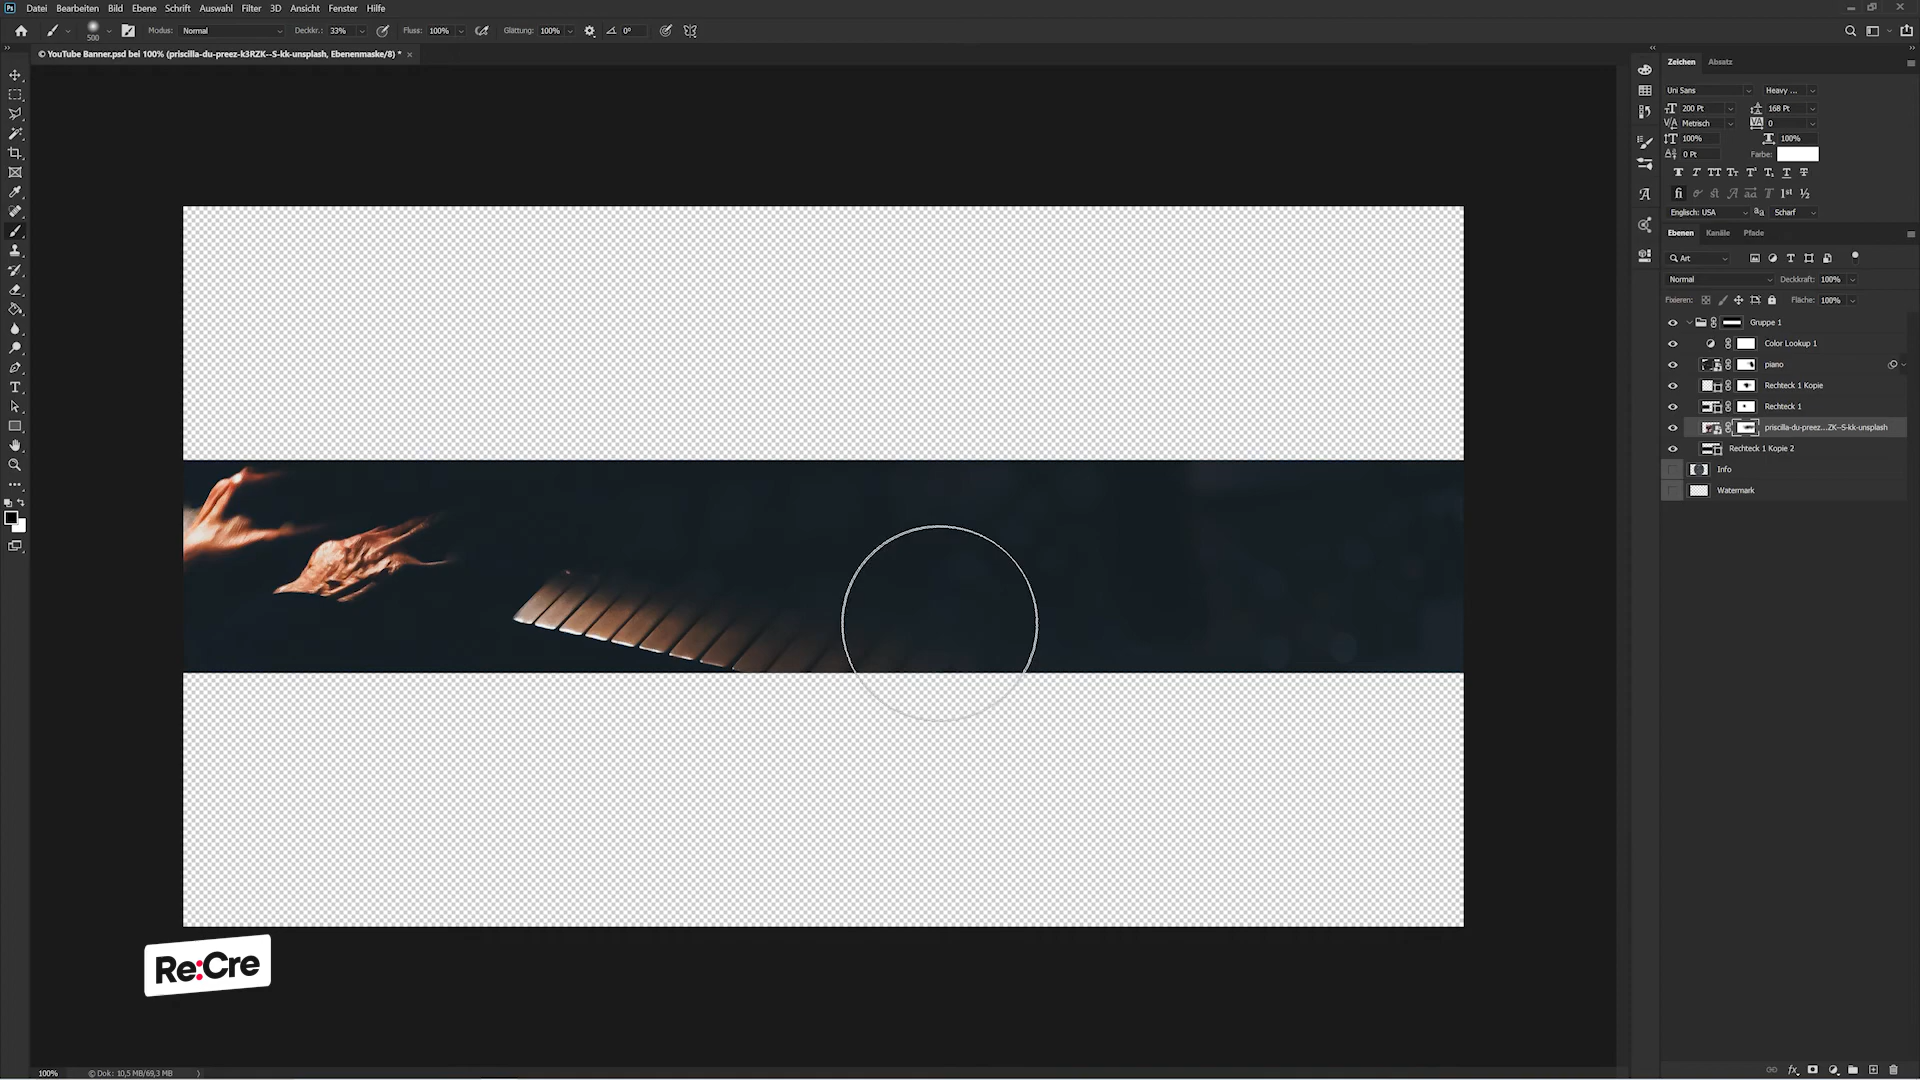 Ps Datei Bearbeiten Bild Ebene Schrift Auswahl Filter 3D Ansicht Fenster Hilfe
500 Modus: Normal Deckkr.: 33% Fluss: 100% Glättung: 100% 0°
© YouTube Banner.psd bei 100% (priscilla-du-preez-k3RZK--S-kk-unsplash, Ebenenmaske/8) * ×
Zeichen Absatz
Uni Sans Heavy ...
200 Pt 168 Pt
Metrisch 0
100% 100%
0 Pt Farbe:
Englisch: USA aa Scharf
Ebenen Kanäle Pfade
Art
Normal Deckkraft: 100%
Fixieren: Fläche: 100%
Gruppe 1
Color Lookup 1
piano
Rechteck 1 Kopie
Rechteck 1
priscilla-du-preez...ZK--S-kk-unsplash
Rechteck 1 Kopie 2
Info
Watermark
Re:Cre
100% © Dok: 10,5 MB/69,3 MB